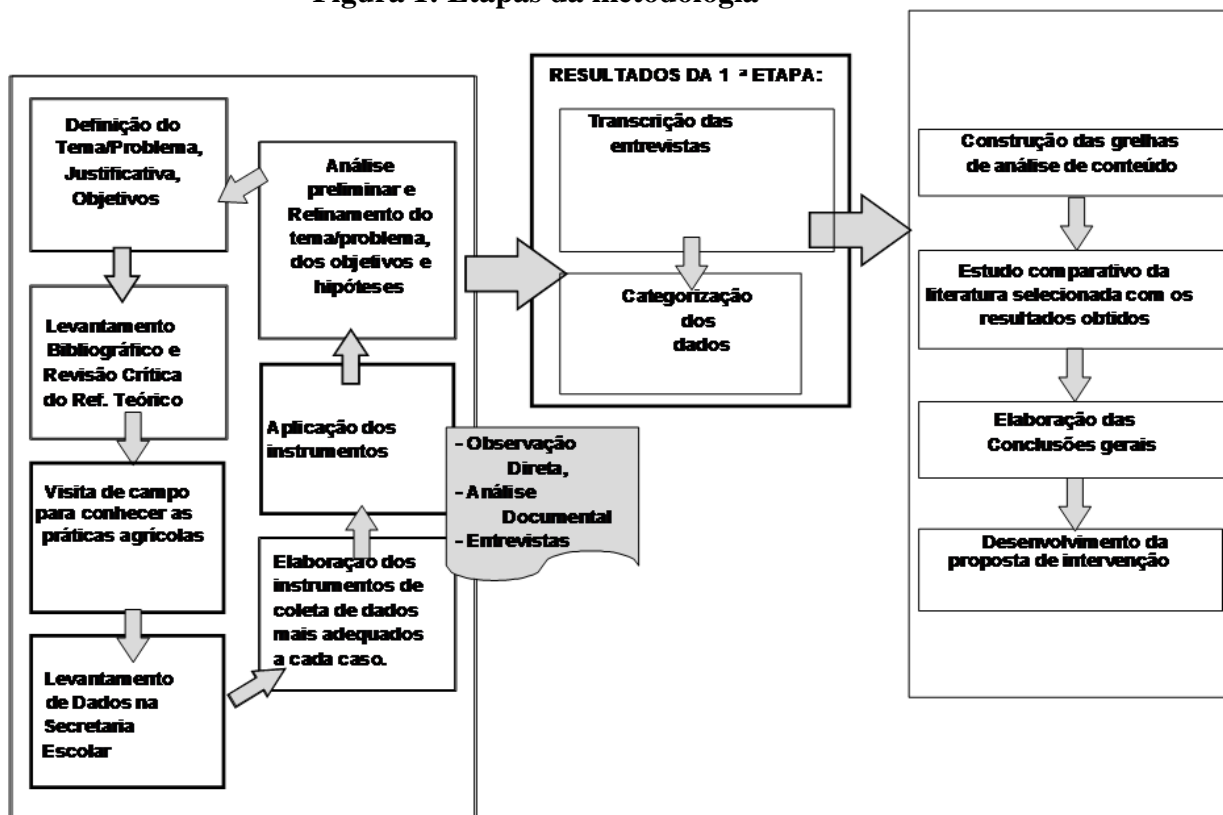 Figura 1: Etapas da metodologia
Definição do
Tema/Problema,
Justificativa,
Objetivos
Levantamento
Bibliográfico e
Revisão Crítica
do Ref. Teórico
Visita de campo
para conhecer as
práticas agrícolas
Levantamento
de Dados na
Secretaria
Escolar
Elaboração dos
instrumentos de
coleta de dados
mais adequados
a cada caso.
Aplicação dos
instrumentos
- Observação
Direta,
- Análise
Documental
- Entrevistas
Análise
preliminar e
Refinamento do
tema/problema,
dos objetivos e
hipóteses
RESULTADOS DA 1 ª ETAPA:
Transcrição das
entrevistas
Categorização
dos
dados
Construção das grelhas
de análise de conteúdo
Estudo comparativo da
literatura selecionada com os
resultados obtidos
Elaboração das
Conclusões gerais
Desenvolvimento da
proposta de intervenção